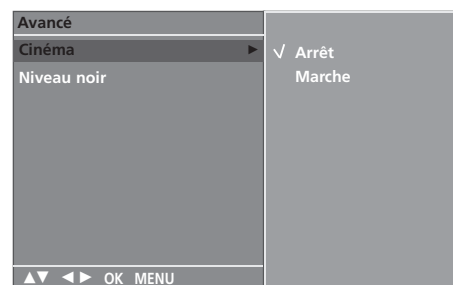 Avancé
Cinéma ►
Niveau noir
√ Arrêt
Marche
▲▼ ◄► OK MENU